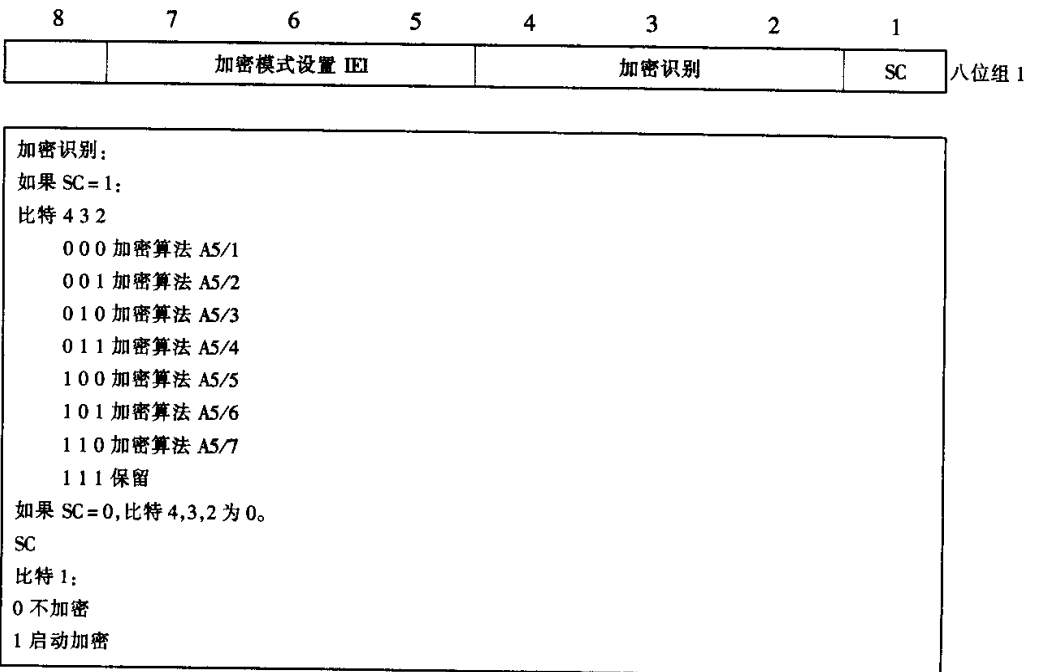 8 7 6 5 4 3 2 1
加密模式设置 IEI 加密识别 SC 八位组 1
加密识别:
如果 SC=1:
比特 4 3 2
0 0 0 加密算法 A5/1
0 0 1 加密算法 A5/2
0 1 0 加密算法 A5/3
0 1 1 加密算法 A5/4
1 0 0 加密算法 A5/5
1 0 1 加密算法 A5/6
1 1 0 加密算法 A5/7
1 1 1 保留
如果 SC=0,比特 4,3,2 为 0。
SC
比特 1:
0 不加密
1 启动加密